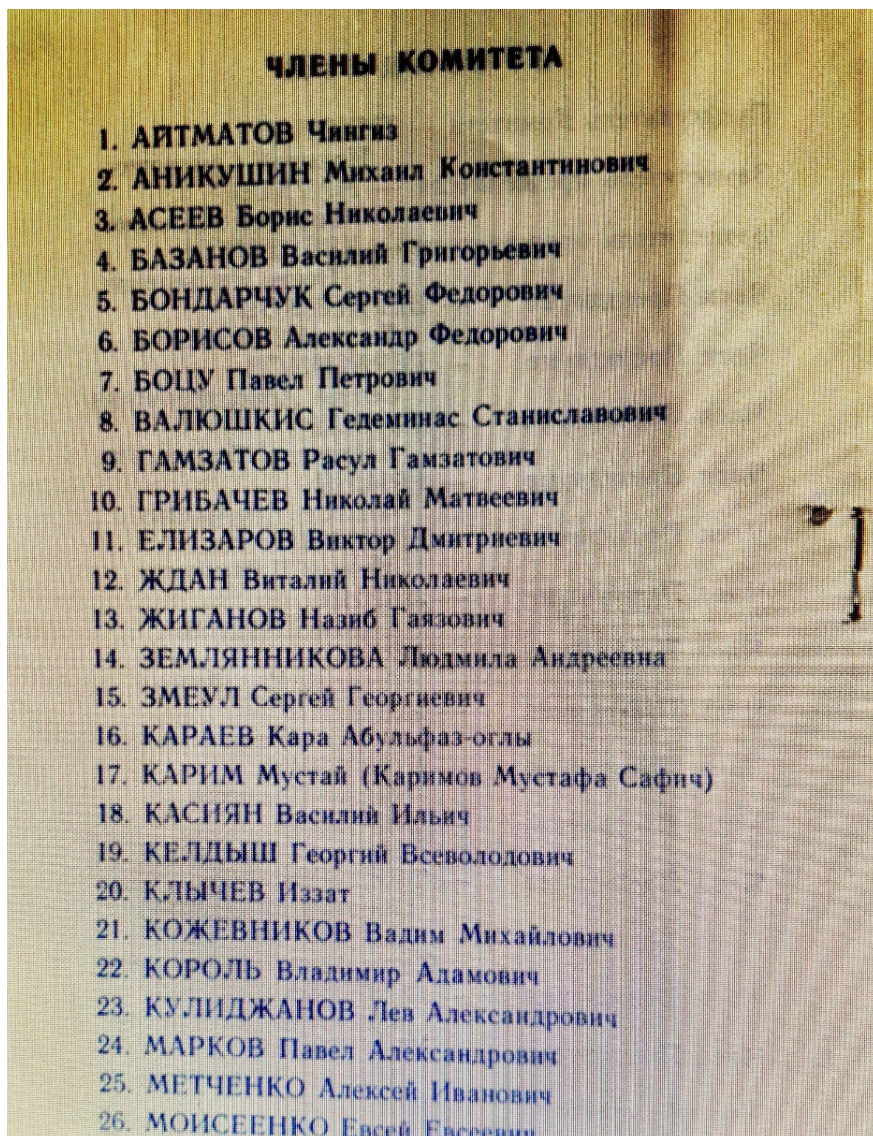 ЧЛЕНЫ КОМИТЕТА
1. АЙТМАТОВ Чингиз
2. АНИКУШИН Михаил Константинович
3. АСЕЕВ Борис Николаевич
4. БАЗАНОВ Василий Григорьевич
5. БОНДАРЧУК Сергей Федорович
6. БОРИСОВ Александр Федорович
7. БОЦУ Павел Петрович
8. ВАЛЮШКИС Гедеминас Станиславович
9. ГАМЗАТОВ Расул Гамзатович
10. ГРИБАЧЕВ Николай Матвеевич
11. ЕЛИЗАРОВ Виктор Дмитриевич
12. ЖДАН Виталий Николаевич
13. ЖИГАНОВ Назиб Гаязович
14. ЗЕМЛЯННИКОВА Людмила Андреевна
15. ЗМЕУЛ Сергей Георгиевич
16. КАРАЕВ Кара Абульфаз-оглы
17. КАРИМ Мустай (Каримов Мустафа Сафич)
18. КАСИЯН Василий Ильич
19. КЕЛДЫШ Георгий Всеволодович
20. КЛЫЧЕВ Иззат
21. КОЖЕВНИКОВ Вадим Михайлович
22. КОРОЛЬ Владимир Адамович
23. КУЛИДЖАНОВ Лев Александрович
24. МАРКОВ Павел Александрович
25. МЕТЧЕНКО Алексей Иванович
26. МОИСЕЕНКО Евсей Евсеевич